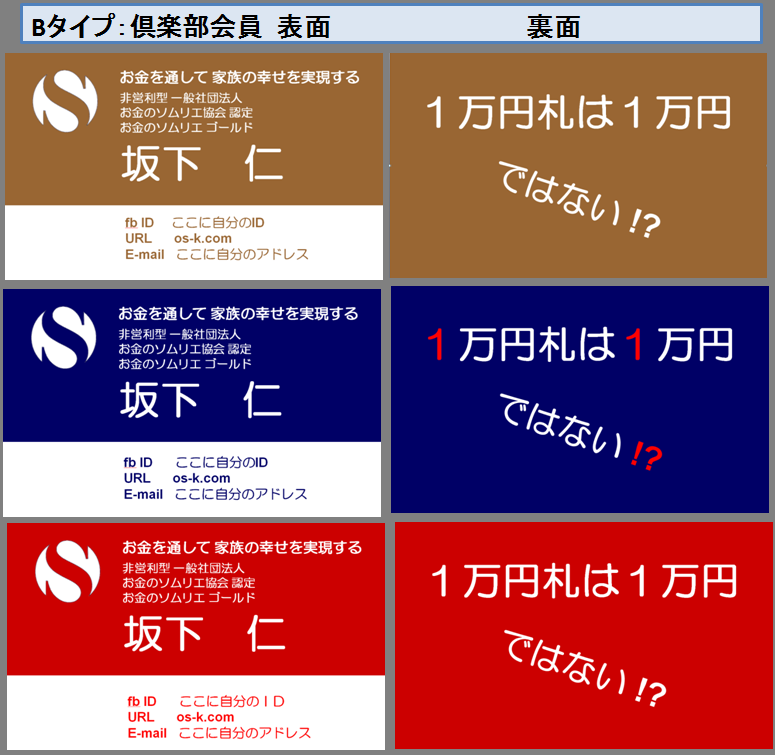 Bタイプ：倶楽部会員 表面
裏面
お金を通して 家族の幸せを実現する
非営利型 一般社団法人
お金のソムリエ協会 認定
お金のソムリエ ゴールド
坂下 仁
fb ID ここに自分のID
URL os-k.com
E-mail ここに自分のアドレス
１万円札は１万円
ではない !?
お金を通して 家族の幸せを実現する
非営利型 一般社団法人
お金のソムリエ協会 認定
お金のソムリエ ゴールド
坂下 仁
fb ID ここに自分のID
URL os-k.com
E-mail ここに自分のアドレス
１万円札は１万円
ではない !?
お金を通して 家族の幸せを実現する
非営利型 一般社団法人
お金のソムリエ協会 認定
お金のソムリエ ゴールド
坂下 仁
fb ID ここに自分のＩＤ
URL os-k.com
E-mail ここに自分のアドレス
１万円札は１万円
ではない !?